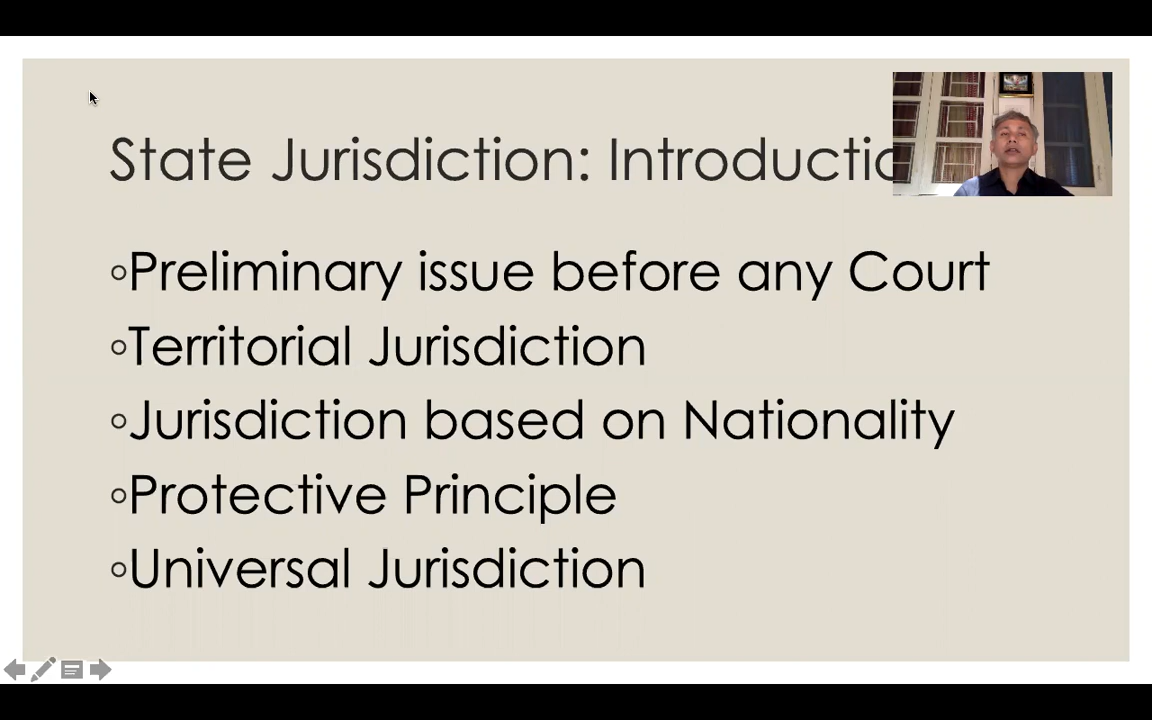 State Jurisdiction: Introductio
◦Preliminary issue before any Court
◦Territorial Jurisdiction
◦Jurisdiction based on Nationality
◦Protective Principle
◦Universal Jurisdiction